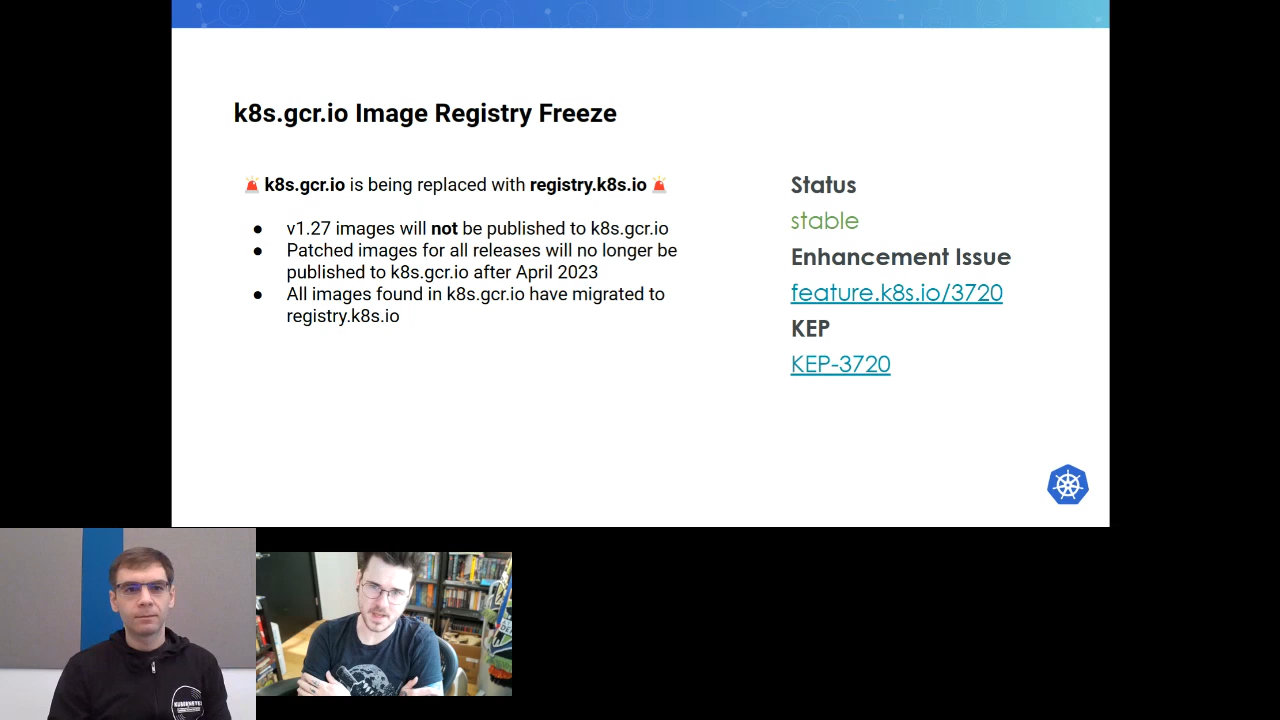 k8s.gcr.io Image Registry Freeze
🚨 k8s.gcr.io is being replaced with registry.k8s.io 🚨
● v1.27 images will not be published to k8s.gcr.io
● Patched images for all releases will no longer be
published to k8s.gcr.io after April 2023
● All images found in k8s.gcr.io have migrated to
registry.k8s.io
Status
stable
Enhancement Issue
feature.k8s.io/3720
KEP
KEP-3720